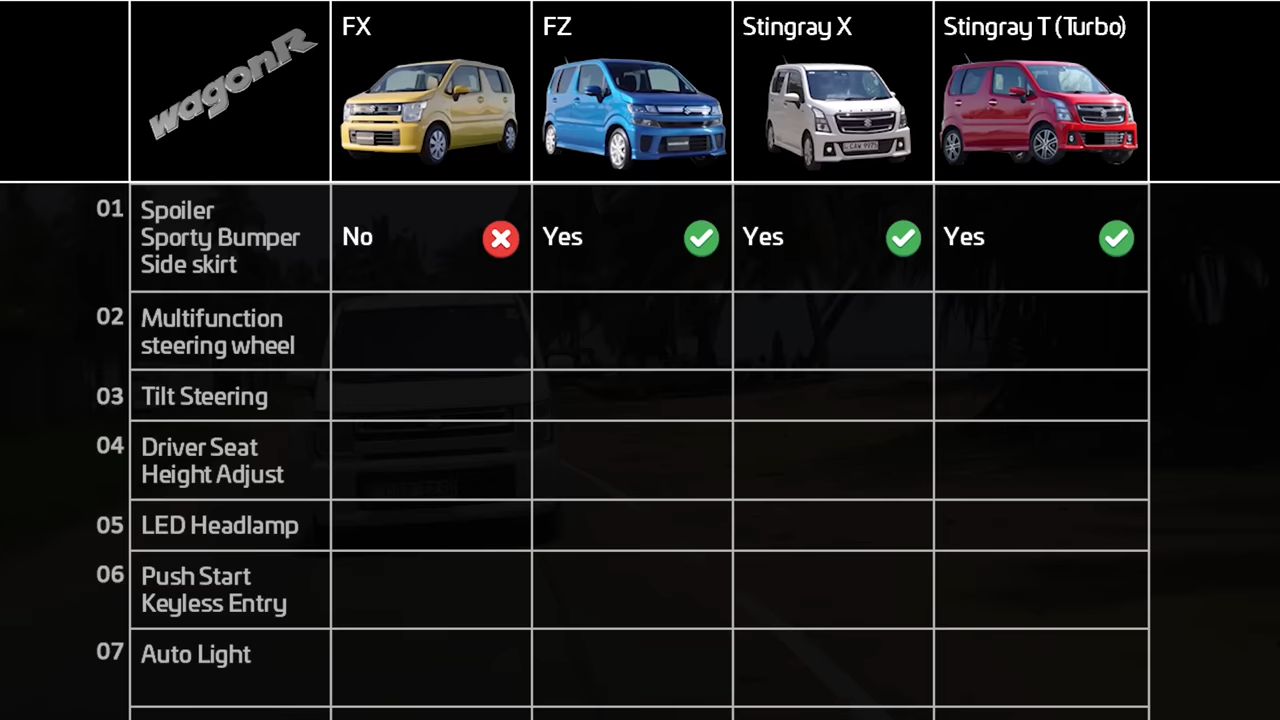 wagonR
FX
FZ
Stingray X
Stingray T (Turbo)
01
Spoiler
Sporty Bumper
Side skirt
No
Yes
Yes
Yes
02
Multifunction
steering wheel
03
Tilt Steering
04
Driver Seat
Height Adjust
05
LED Headlamp
06
Push Start
Keyless Entry
07
Auto Light